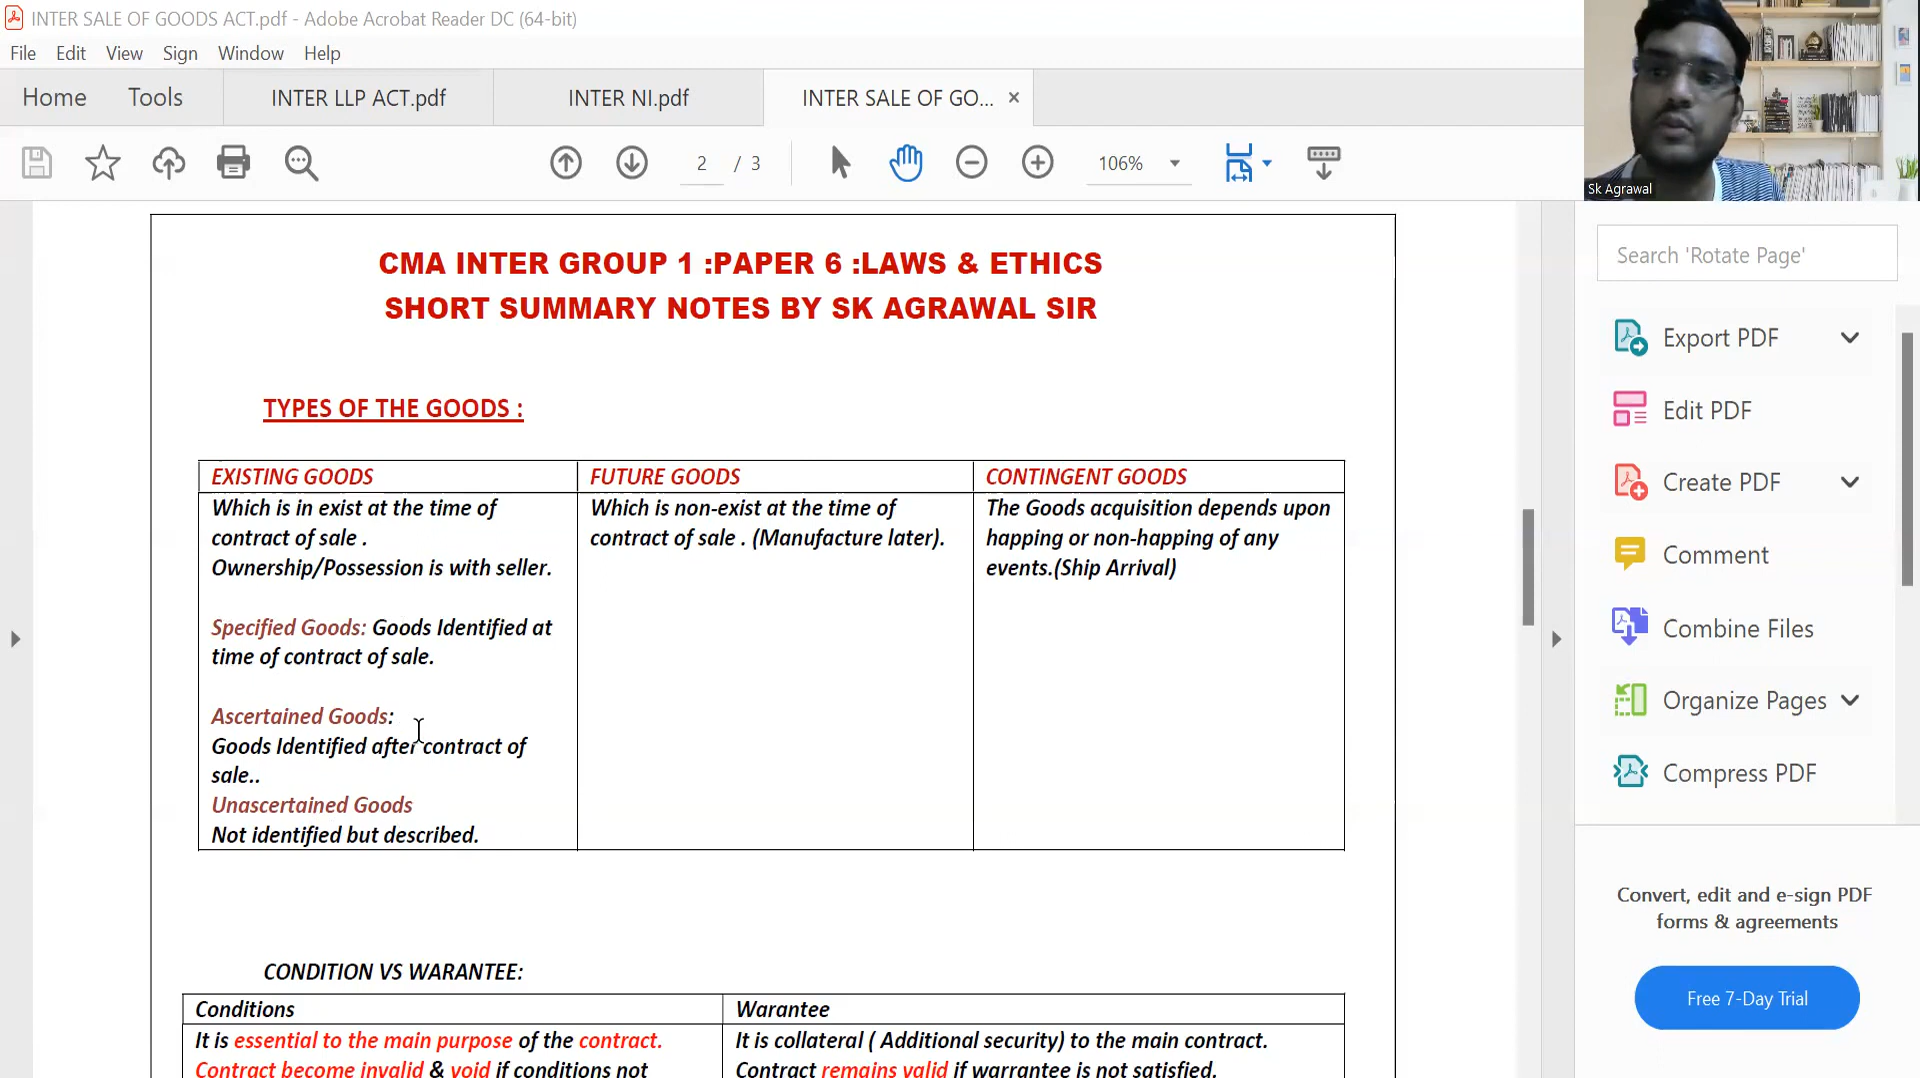 INTER SALE OF GOODS ACT.pdf - Adobe Acrobat Reader DC (64-bit)
File Edit View Sign Window Help
Home Tools INTER LLP ACT.pdf INTER NI.pdf INTER SALE OF GO... ×
2 / 3 106%
Sk Agrawal
Search 'Rotate Page'
Export PDF
Edit PDF
Create PDF
Comment
Combine Files
Organize Pages
Compress PDF
Convert, edit and e-sign PDF
forms & agreements
Free 7-Day Trial
CMA INTER GROUP 1 :PAPER 6 :LAWS & ETHICS
SHORT SUMMARY NOTES BY SK AGRAWAL SIR
TYPES OF THE GOODS :
EXISTING GOODS
Which is in exist at the time of
contract of sale .
Ownership/Possession is with seller.
Specified Goods: Goods Identified at
time of contract of sale.
Ascertained Goods:
Goods Identified after contract of
sale..
Unascertained Goods
Not identified but described.
FUTURE GOODS
Which is non-exist at the time of
contract of sale . (Manufacture later).
CONTINGENT GOODS
The Goods acquisition depends upon
happing or non-happing of any
events.(Ship Arrival)
CONDITION VS WARANTEE:
Conditions
It is essential to the main purpose of the contract.
Contract become invalid & void if conditions not
Warantee
It is collateral ( Additional security) to the main contract.
Contract remains valid if warrantee is not satisfied.